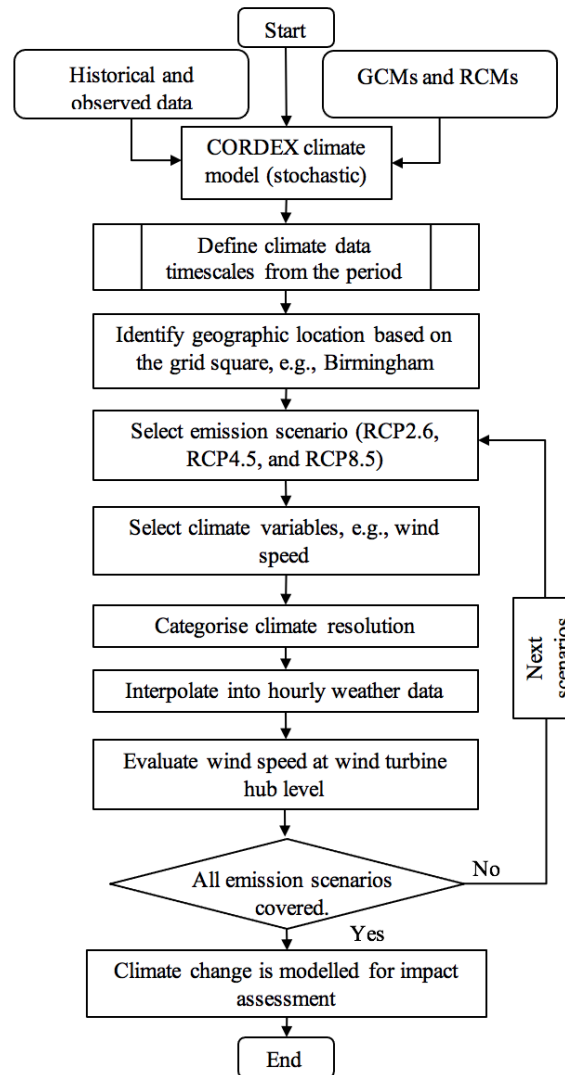 Start
Historical and
observed data
GCMs and RCMs
CORDEX climate
model (stochastic)
Define climate data
timescales from the period
Identify geographic location based on
the grid square, e.g., Birmingham
Select emission scenario (RCP2.6,
RCP4.5, and RCP8.5)
Select climate variables, e.g., wind
speed
Categorise climate resolution
Interpolate into hourly weather data
Next
scenarios
Evaluate wind speed at wind turbine
hub level
All emission scenarios
covered.
No
Yes
Climate change is modelled for impact
assessment
End